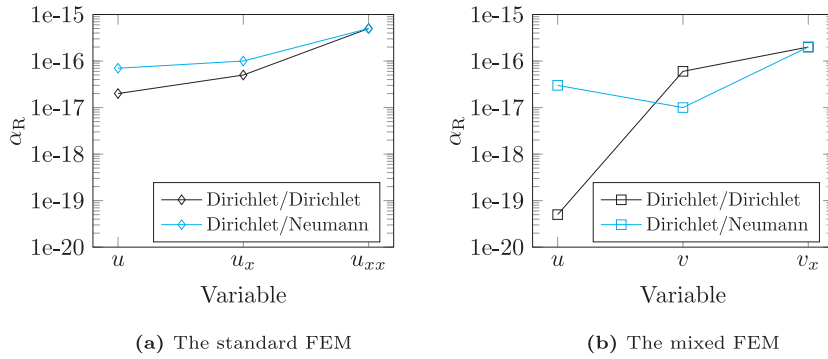 1e-15
1e-16
1e-17
1e-18
1e-19
1e-20
αR
Dirichlet/Dirichlet
Dirichlet/Neumann
u ux uxx
Variable
(a) The standard FEM
1e-15
1e-16
1e-17
1e-18
1e-19
1e-20
αR
Dirichlet/Dirichlet
Dirichlet/Neumann
u v vx
Variable
(b) The mixed FEM